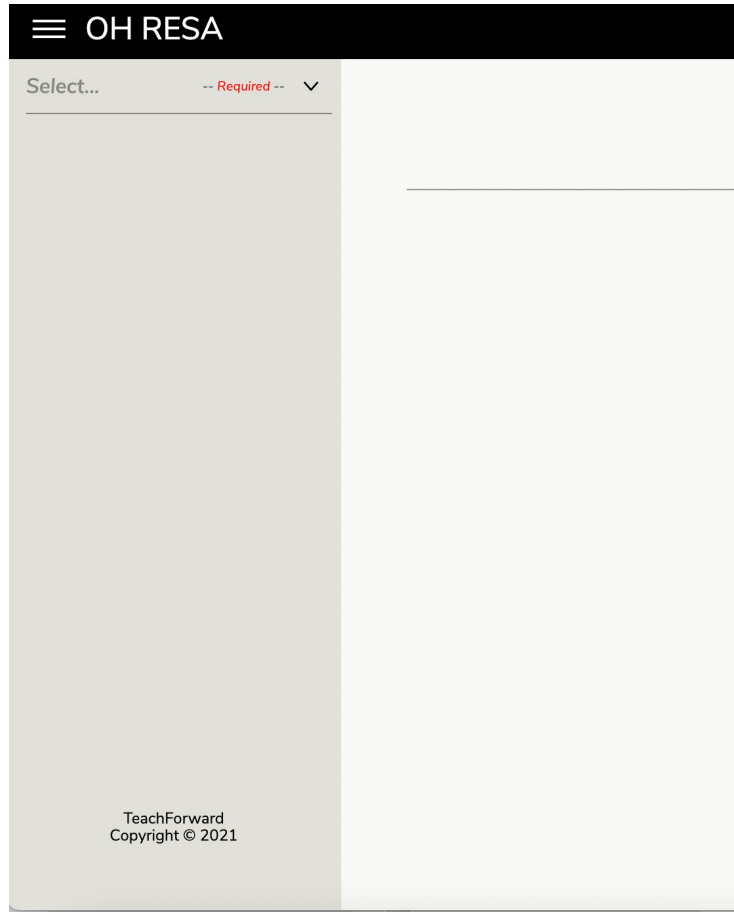 OH RESA
Select... -- Required --
TeachForward
Copyright © 2021